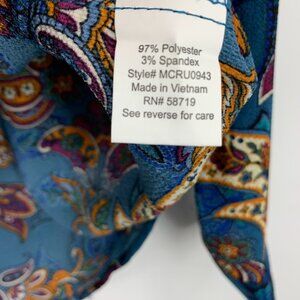 97% Polyester
3% Spandex
Style# MCRU0943
Made in Vietnam
RN# 58719
See reverse for care